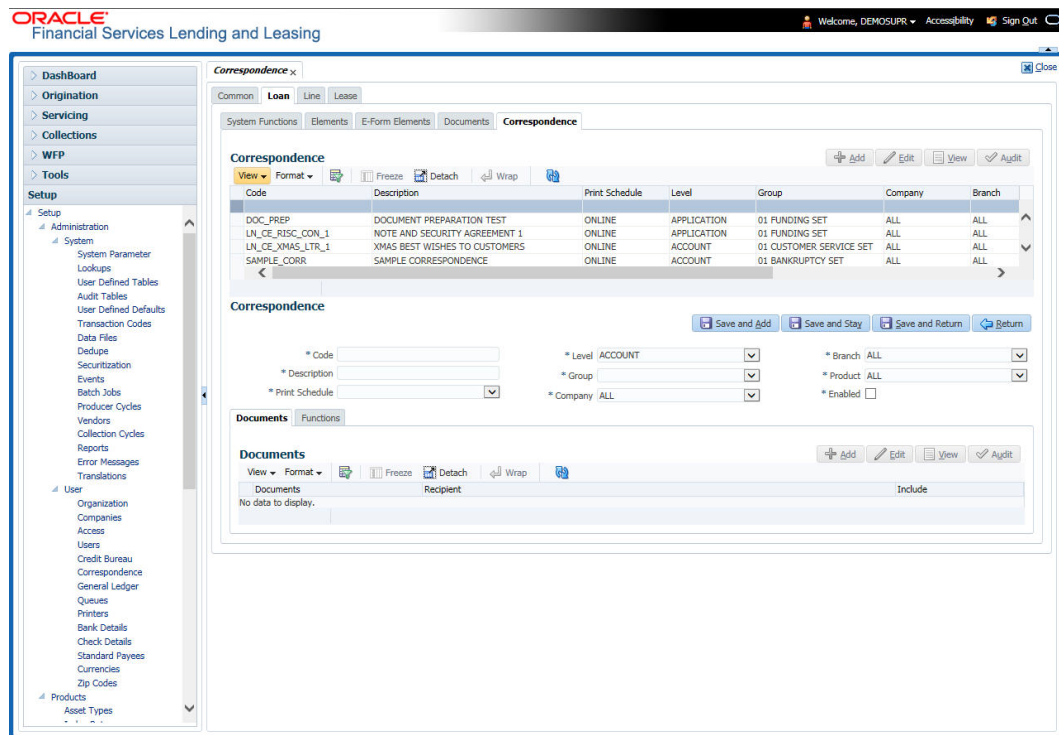 ORACLE
Financial Services Lending and Leasing
Welcome, DEMOSUPR Accessibility Sign Out
Close
DashBoard
Origination
Servicing
Collections
WFP
Tools
Setup
Setup
Administration
System
System Parameter
Lookups
User Defined Tables
Audit Tables
User Defined Defaults
Transaction Codes
Data Files
Dedupe
Securitization
Events
Batch Jobs
Producer Cycles
Vendors
Collection Cycles
Reports
Error Messages
Translations
User
Organization
Companies
Access
Users
Credit Bureau
Correspondence
General Ledger
Queues
Printers
Bank Details
Check Details
Standard Payees
Currencies
Zip Codes
Products
Asset Types
Correspondence x
Common Loan Line Lease
System Functions Elements E-Form Elements Documents Correspondence
Correspondence
Add Edit View Audit
View Format Freeze Detach Wrap
Code Description Print Schedule Level Group Company Branch
DOC_PREP DOCUMENT PREPARATION TEST ONLINE APPLICATION 01 FUNDING SET ALL ALL
LN_CE_RISC_CON_1 NOTE AND SECURITY AGREEMENT 1 ONLINE APPLICATION 01 FUNDING SET ALL ALL
LN_CE_XMAS_LTR_1 XMAS BEST WISHES TO CUSTOMERS ONLINE ACCOUNT 01 CUSTOMER SERVICE SET ALL ALL
SAMPLE_CORR SAMPLE CORRESPONDENCE ONLINE ACCOUNT 01 BANKRUPTCY SET ALL ALL
Correspondence
Save and Add Save and Stay Save and Return Return
* Code * Level ACCOUNT * Branch ALL
* Description * Group * Product ALL
* Print Schedule * Company ALL * Enabled
Documents Functions
Documents
Add Edit View Audit
View Format Freeze Detach Wrap
Documents Recipient Include
No data to display.